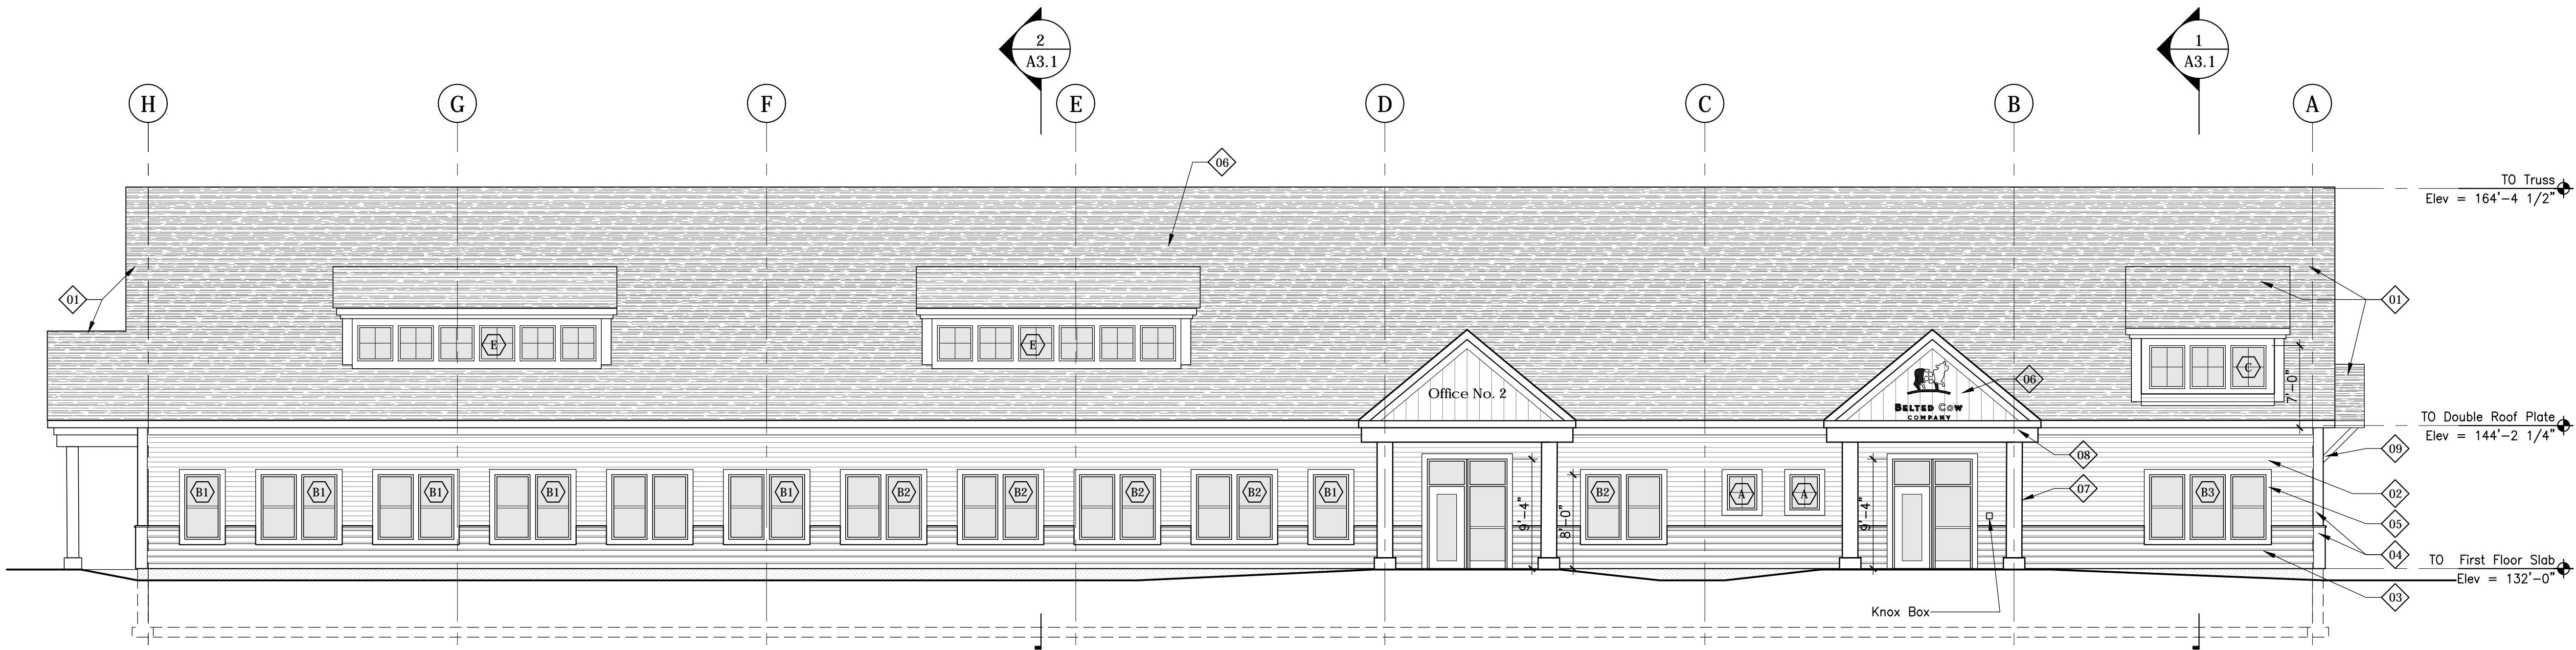 2
A3.1
1
A3.1
H
G
F
E
D
C
B
A
06
TO Truss
Elev = 164'-4 1/2"
01
01
E
E
C
7'-0"
Office No. 2
06
BELTED COW
COMPANY
TO Double Roof Plate
Elev = 144'-2 1/4"
08
09
B1
B1
B1
B1
B1
B2
B2
B2
B2
B1
9'-4"
8'-0"
B2
A
A
9'-4"
07
B3
02
05
04
TO First Floor Slab
Elev = 132'-0"
03
Knox Box